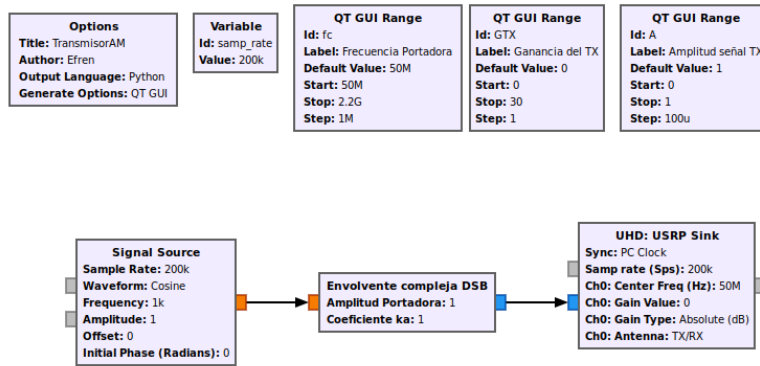 Options
Title: TransmisorAM
Author: Efren
Output Language: Python
Generate Options: QT GUI
Variable
Id: samp_rate
Value: 200k
QT GUI Range
Id: fc
Label: Frecuencia Portadora
Default Value: 50M
Start: 50M
Stop: 2.2G
Step: 1M
QT GUI Range
Id: GTX
Label: Ganancia del TX
Default Value: 0
Start: 0
Stop: 30
Step: 1
QT GUI Range
Id: A
Label: Amplitud señal TX
Default Value: 1
Start: 0
Stop: 1
Step: 100u
Signal Source
Sample Rate: 200k
Waveform: Cosine
Frequency: 1k
Amplitude: 1
Offset: 0
Initial Phase (Radians): 0
Envolvente compleja DSB
Amplitud Portadora: 1
Coeficiente ka: 1
UHD: USRP Sink
Sync: PC Clock
Samp rate (Sps): 200k
Ch0: Center Freq (Hz): 50M
Ch0: Gain Value: 0
Ch0: Gain Type: Absolute (dB)
Ch0: Antenna: TX/RX